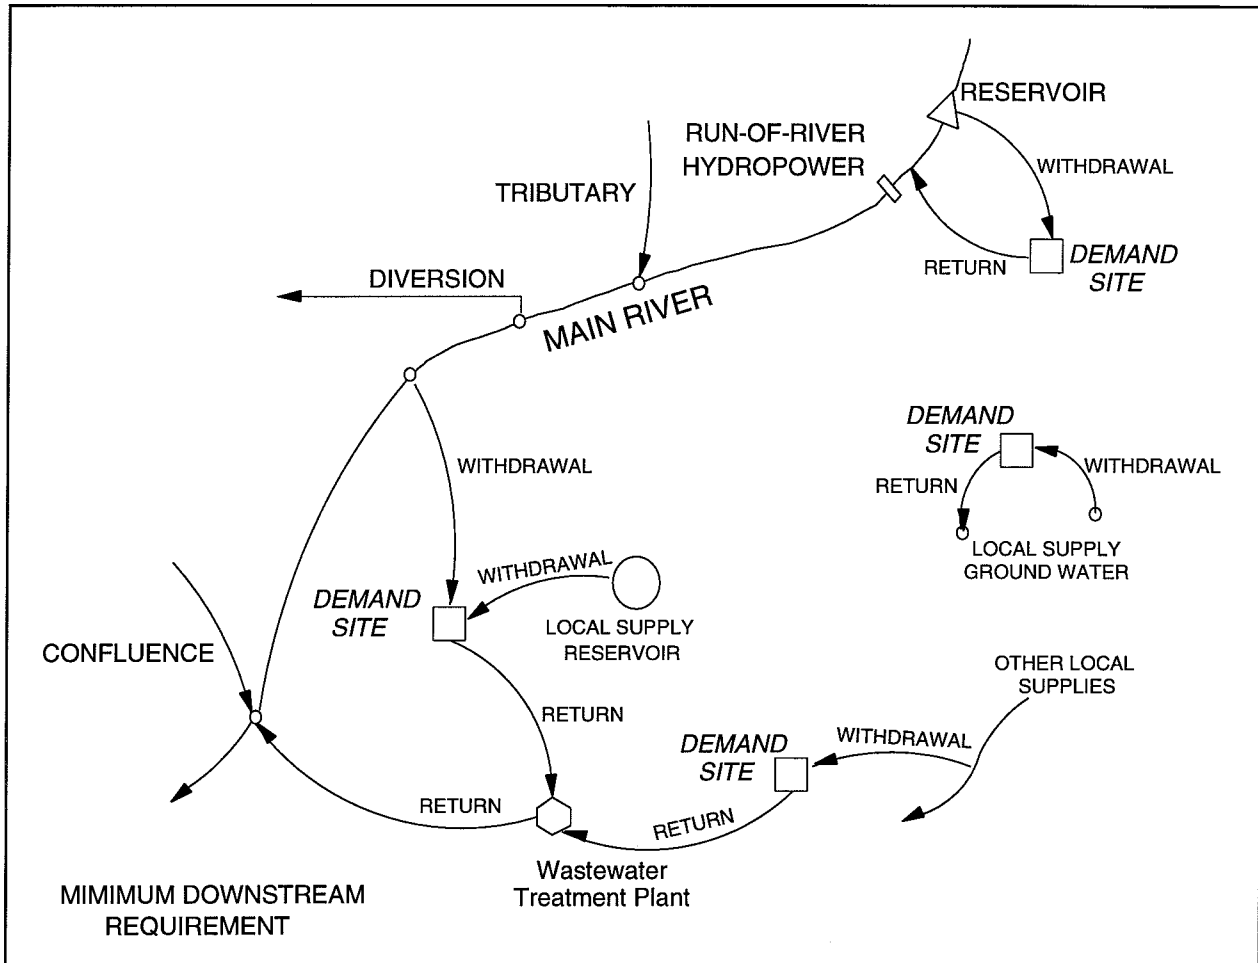 RESERVOIR
RUN-OF-RIVER
HYDROPOWER
WITHDRAWAL
TRIBUTARY
RETURN
DEMAND
SITE
DIVERSION
MAIN RIVER
DEMAND
SITE
WITHDRAWAL
RETURN
WITHDRAWAL
LOCAL SUPPLY
GROUND WATER
WITHDRAWAL
DEMAND
SITE
LOCAL SUPPLY
RESERVOIR
CONFLUENCE
OTHER LOCAL
SUPPLIES
RETURN
DEMAND
SITE
WITHDRAWAL
RETURN
RETURN
Wastewater
Treatment Plant
MIMIMUM DOWNSTREAM
REQUIREMENT